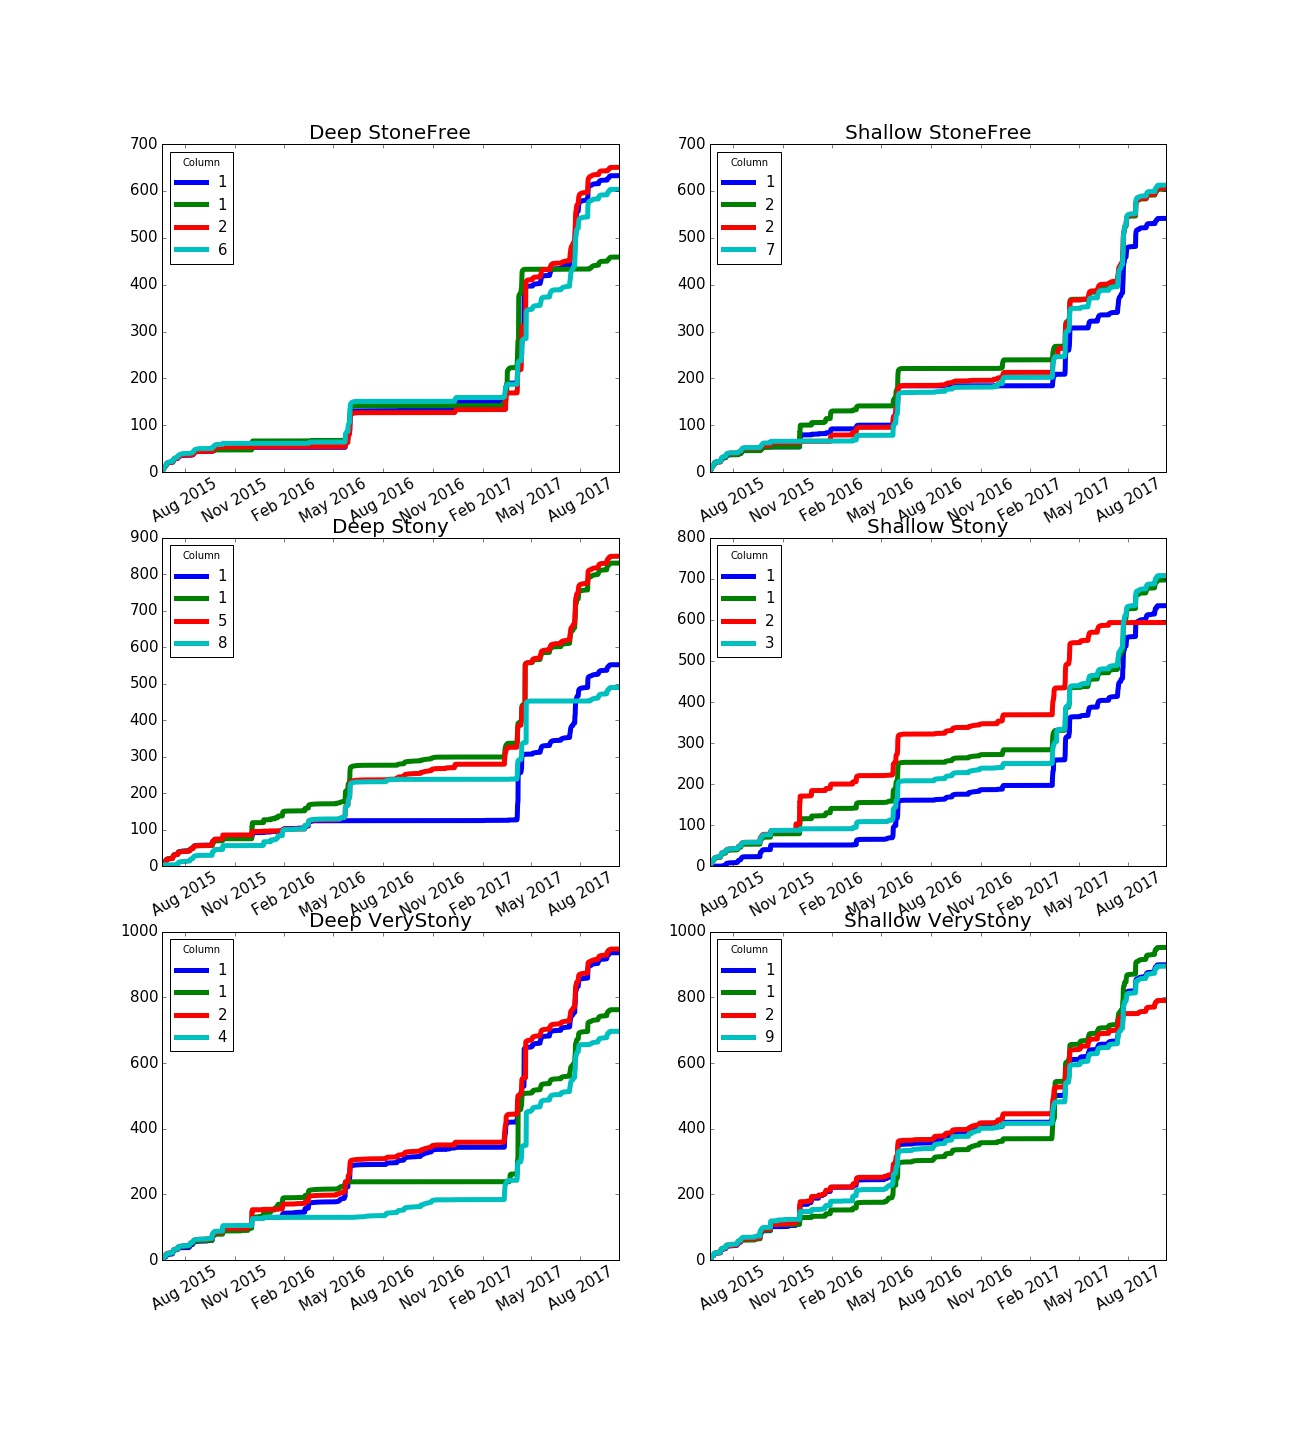 Deep StoneFree
700
600
500
400
300
200
100
0
Column
1
1
2
6
Aug 2015
Nov 2015
Feb 2016
May 2016
Aug 2016
Nov 2016
Feb 2017
May 2017
Aug 2017
Shallow StoneFree
700
600
500
400
300
200
100
0
Column
1
2
2
7
Aug 2015
Nov 2015
Feb 2016
May 2016
Aug 2016
Nov 2016
Feb 2017
May 2017
Aug 2017
Deep Stony
900
800
700
600
500
400
300
200
100
0
Column
1
1
5
8
Aug 2015
Nov 2015
Feb 2016
May 2016
Aug 2016
Nov 2016
Feb 2017
May 2017
Aug 2017
Shallow Stony
800
700
600
500
400
300
200
100
0
Column
1
1
2
3
Aug 2015
Nov 2015
Feb 2016
May 2016
Aug 2016
Nov 2016
Feb 2017
May 2017
Aug 2017
Deep VeryStony
1000
800
600
400
200
0
Column
1
1
2
4
Aug 2015
Nov 2015
Feb 2016
May 2016
Aug 2016
Nov 2016
Feb 2017
May 2017
Aug 2017
Shallow VeryStony
1000
800
600
400
200
0
Column
1
1
2
9
Aug 2015
Nov 2015
Feb 2016
May 2016
Aug 2016
Nov 2016
Feb 2017
May 2017
Aug 2017